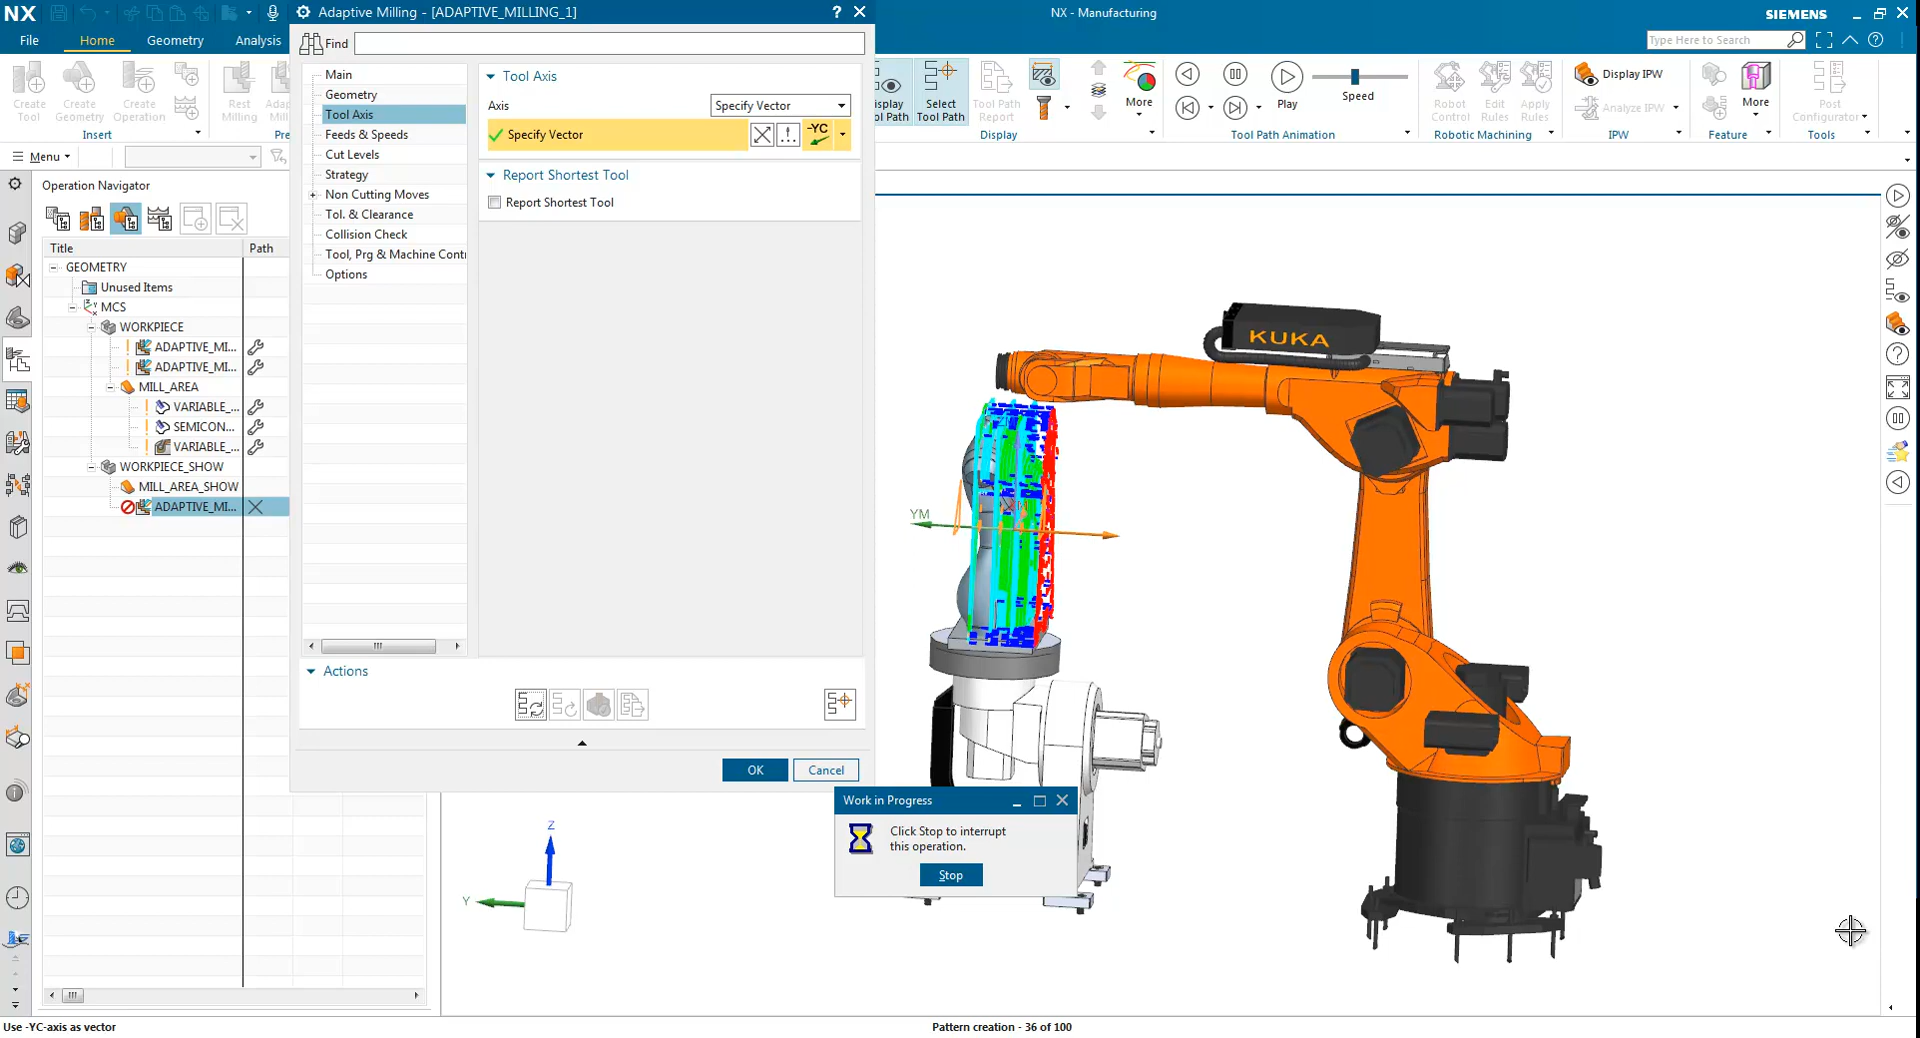 NX
Adaptive Milling - [ADAPTIVE_MILLING_1]
?
NX - Manufacturing
SIEMENS
File
Home
Geometry
Analysis
Find
Type Here to Search
Create
Tool
Create
Geometry
Create
Operation
Rest
Milling
Insert
Display
Tool Path
Select
Tool Path
Tool Path
Report
More
Display
Play
Speed
Tool Path Animation
Robot
Control
Edit
Rules
Apply
Rules
Robotic Machining
Display IPW
Analyze IPW
IPW
More
Feature
Post
Configurator
Tools
Menu
Main
Geometry
Tool Axis
Feeds & Speeds
Cut Levels
Strategy
Non Cutting Moves
Tol. & Clearance
Collision Check
Tool, Prg & Machine Contr
Options
Tool Axis
Axis
Specify Vector
Specify Vector
-YC
Report Shortest Tool
Report Shortest Tool
Operation Navigator
Title
Path
GEOMETRY
Unused Items
MCS
WORKPIECE
ADAPTIVE_MI...
ADAPTIVE_MI...
MILL_AREA
VARIABLE_...
SEMICON...
VARIABLE_...
WORKPIECE_SHOW
MILL_AREA_SHOW
ADAPTIVE_MI...
Actions
OK
Cancel
KUKA
YM
Work in Progress
Click Stop to interrupt
this operation.
Stop
Z
Y
Use -YC-axis as vector
Pattern creation - 36 of 100